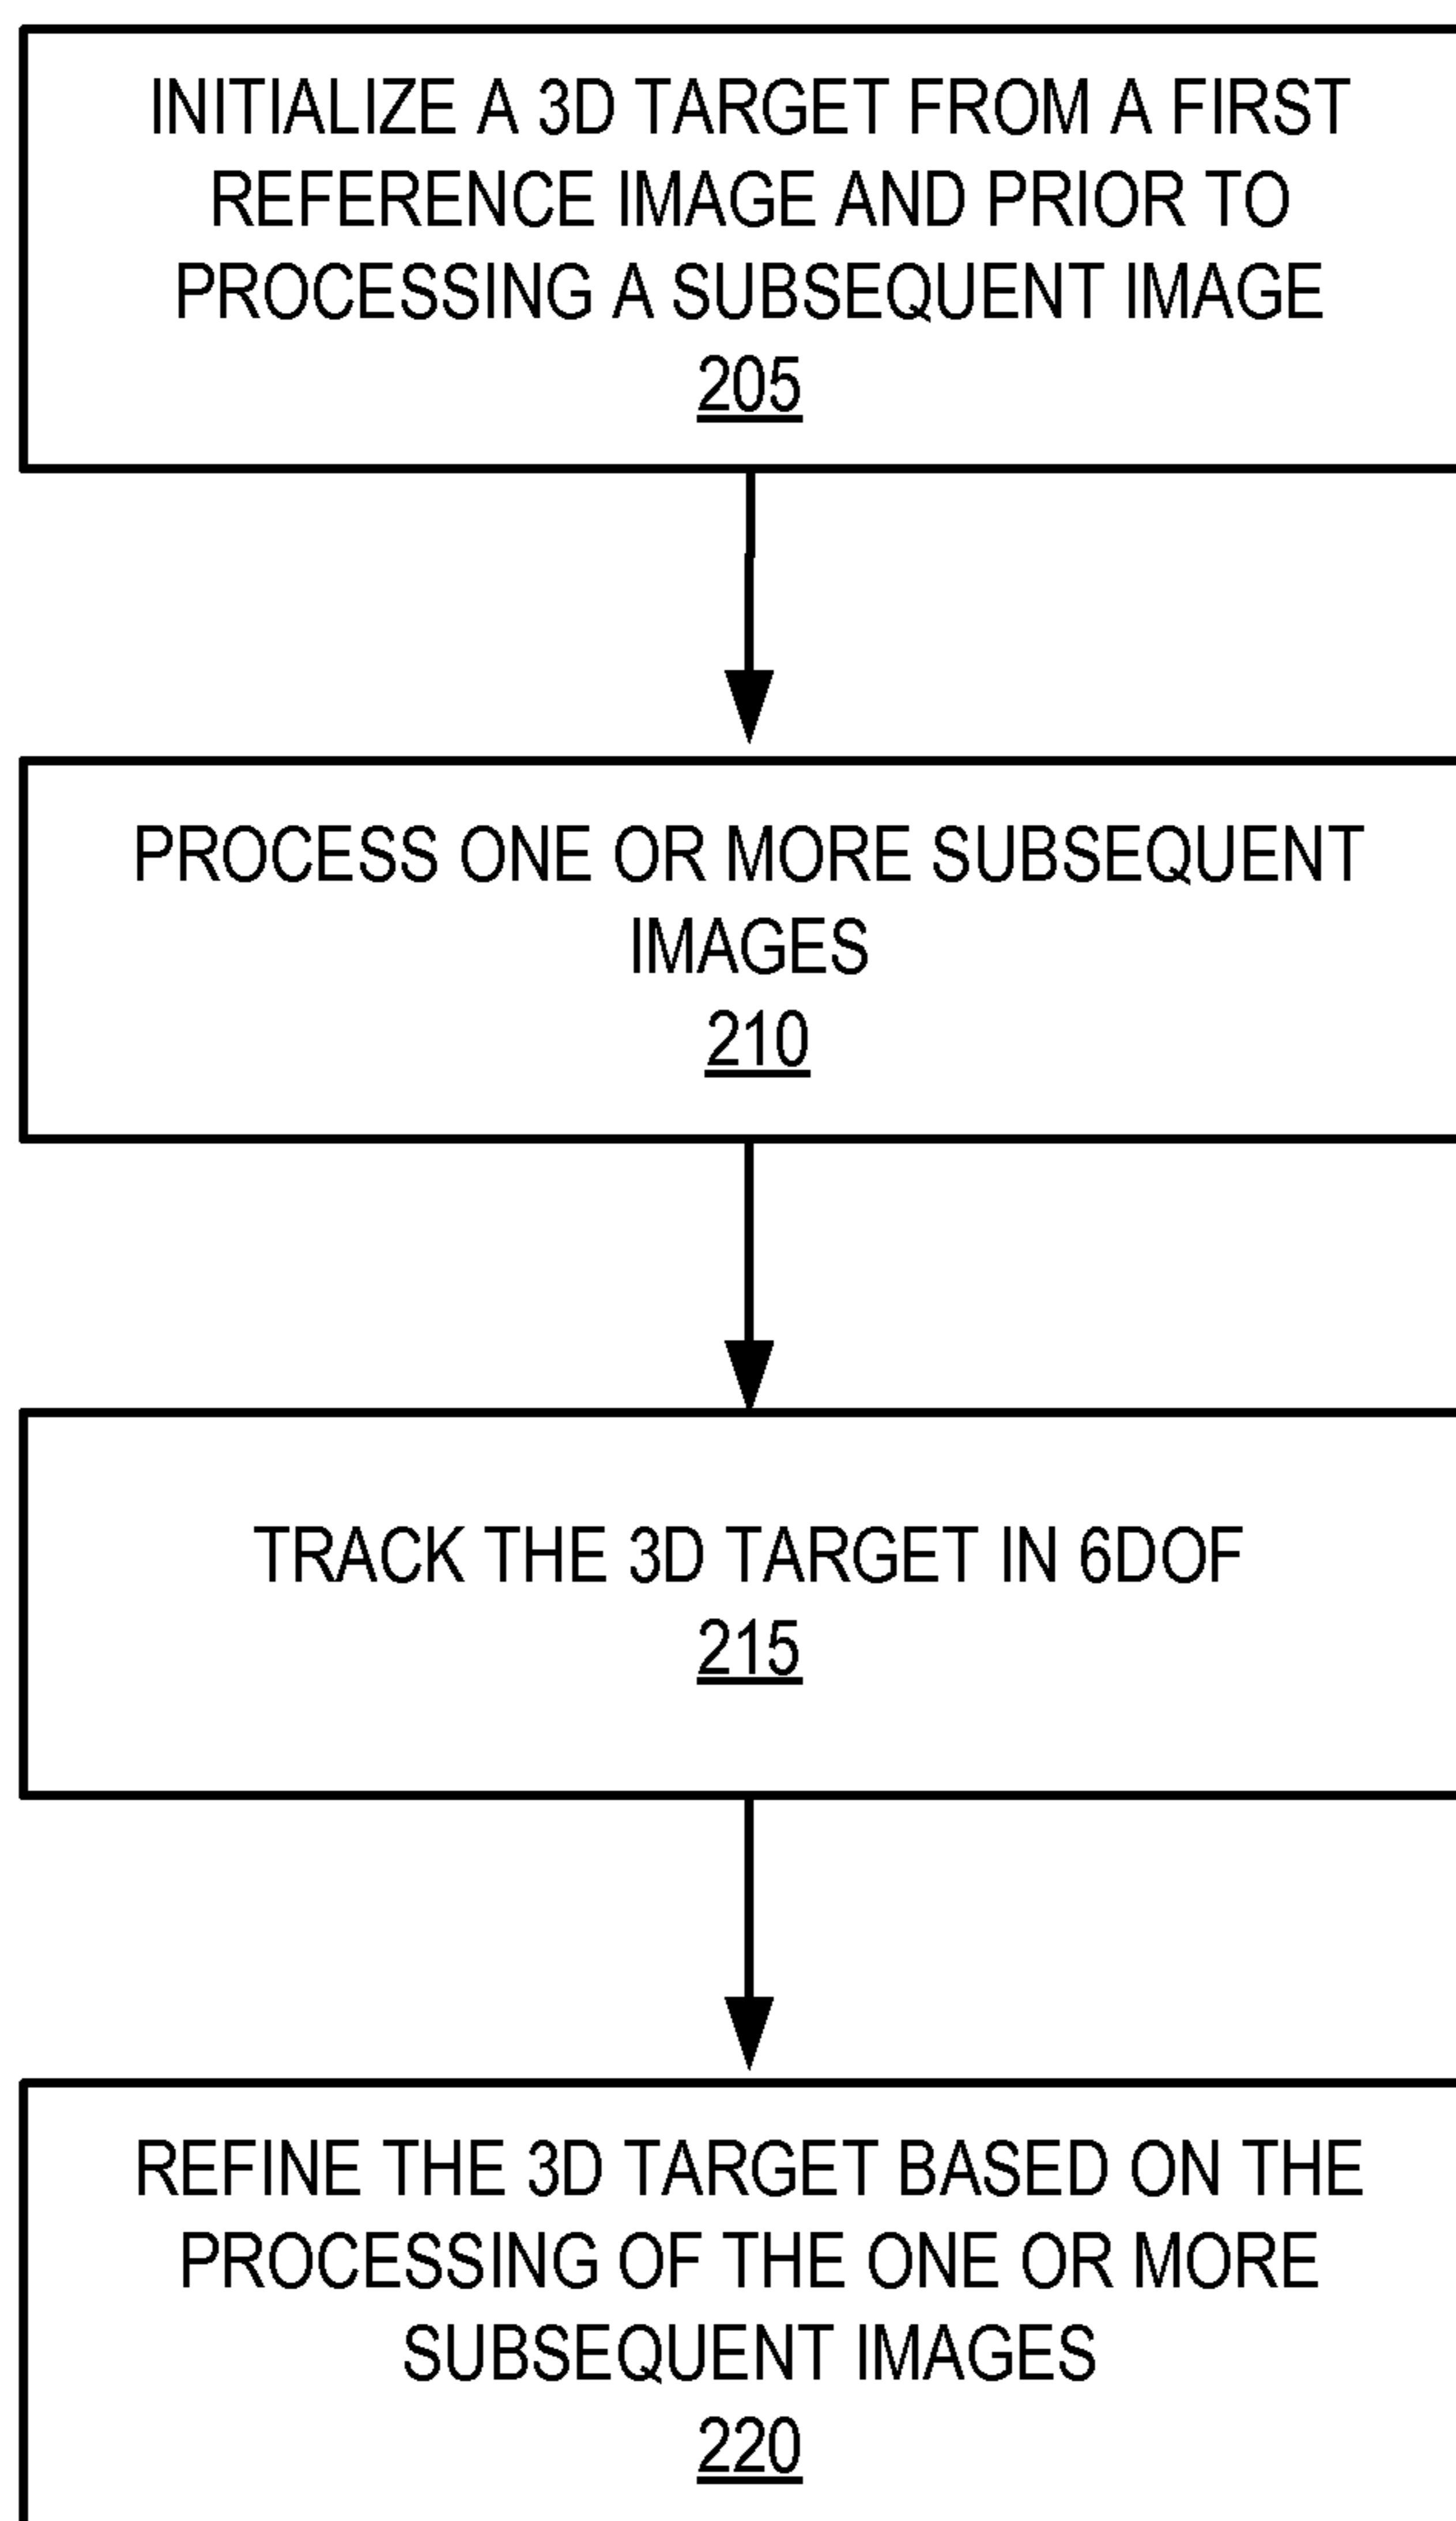 INITIALIZE A 3D TARGET FROM A FIRST
REFERENCE IMAGE AND PRIOR TO
PROCESSING A SUBSEQUENT IMAGE
205
PROCESS ONE OR MORE SUBSEQUENT
IMAGES
210
TRACK THE 3D TARGET IN 6DOF
215
REFINE THE 3D TARGET BASED ON THE
PROCESSING OF THE ONE OR MORE
SUBSEQUENT IMAGES
220